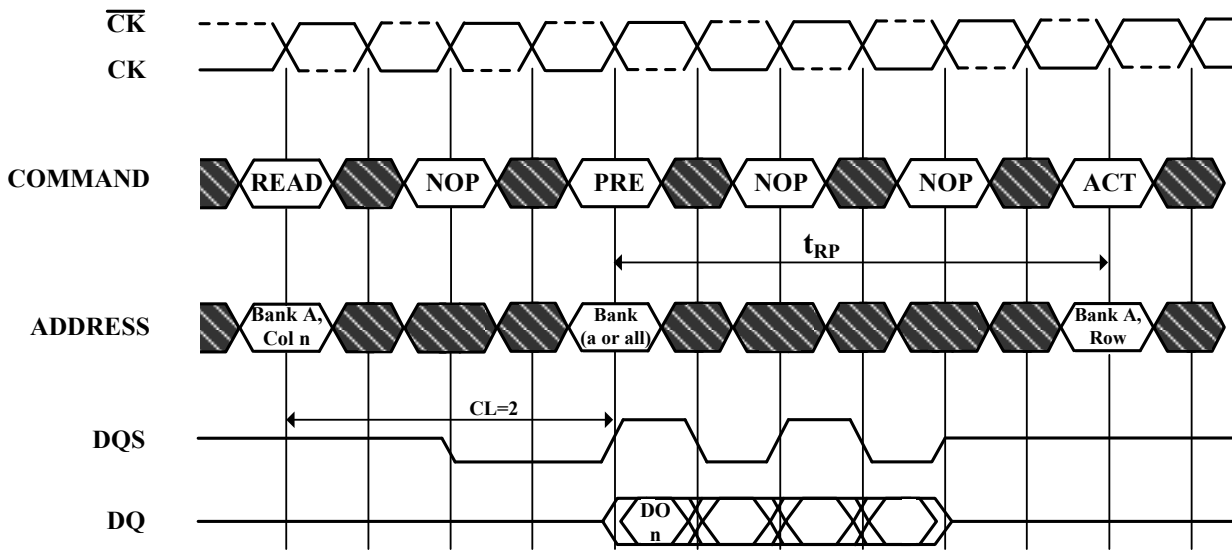 CK
CK
COMMAND READ NOP PRE NOP NOP ACT
tRP
ADDRESS Bank A, Col n Bank (a or all) Bank A, Row
CL=2
DQS
DQ DO n